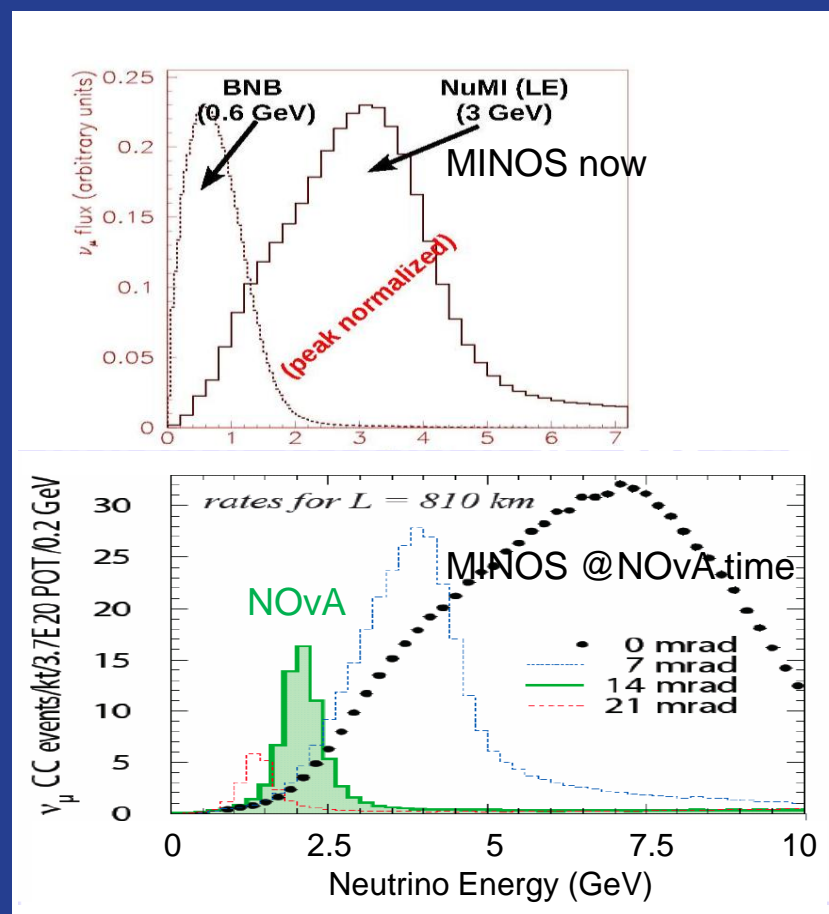 BNB
(0.6 GeV)
NuMI (LE)
(3 GeV)
MINOS now
(peak normalized)
νμ flux (arbitrary units)
0.25
0.2
0.15
0.1
0.05
0
0 1 2 3 4 5 6 7
rates for L = 810 km
MINOS @NOvA time
NOvA
0 mrad
7 mrad
14 mrad
21 mrad
νμ CC events/kt/3.7E20 POT/0.2 GeV
30
25
20
15
10
5
0
0 2.5 5 7.5 10
Neutrino Energy (GeV)